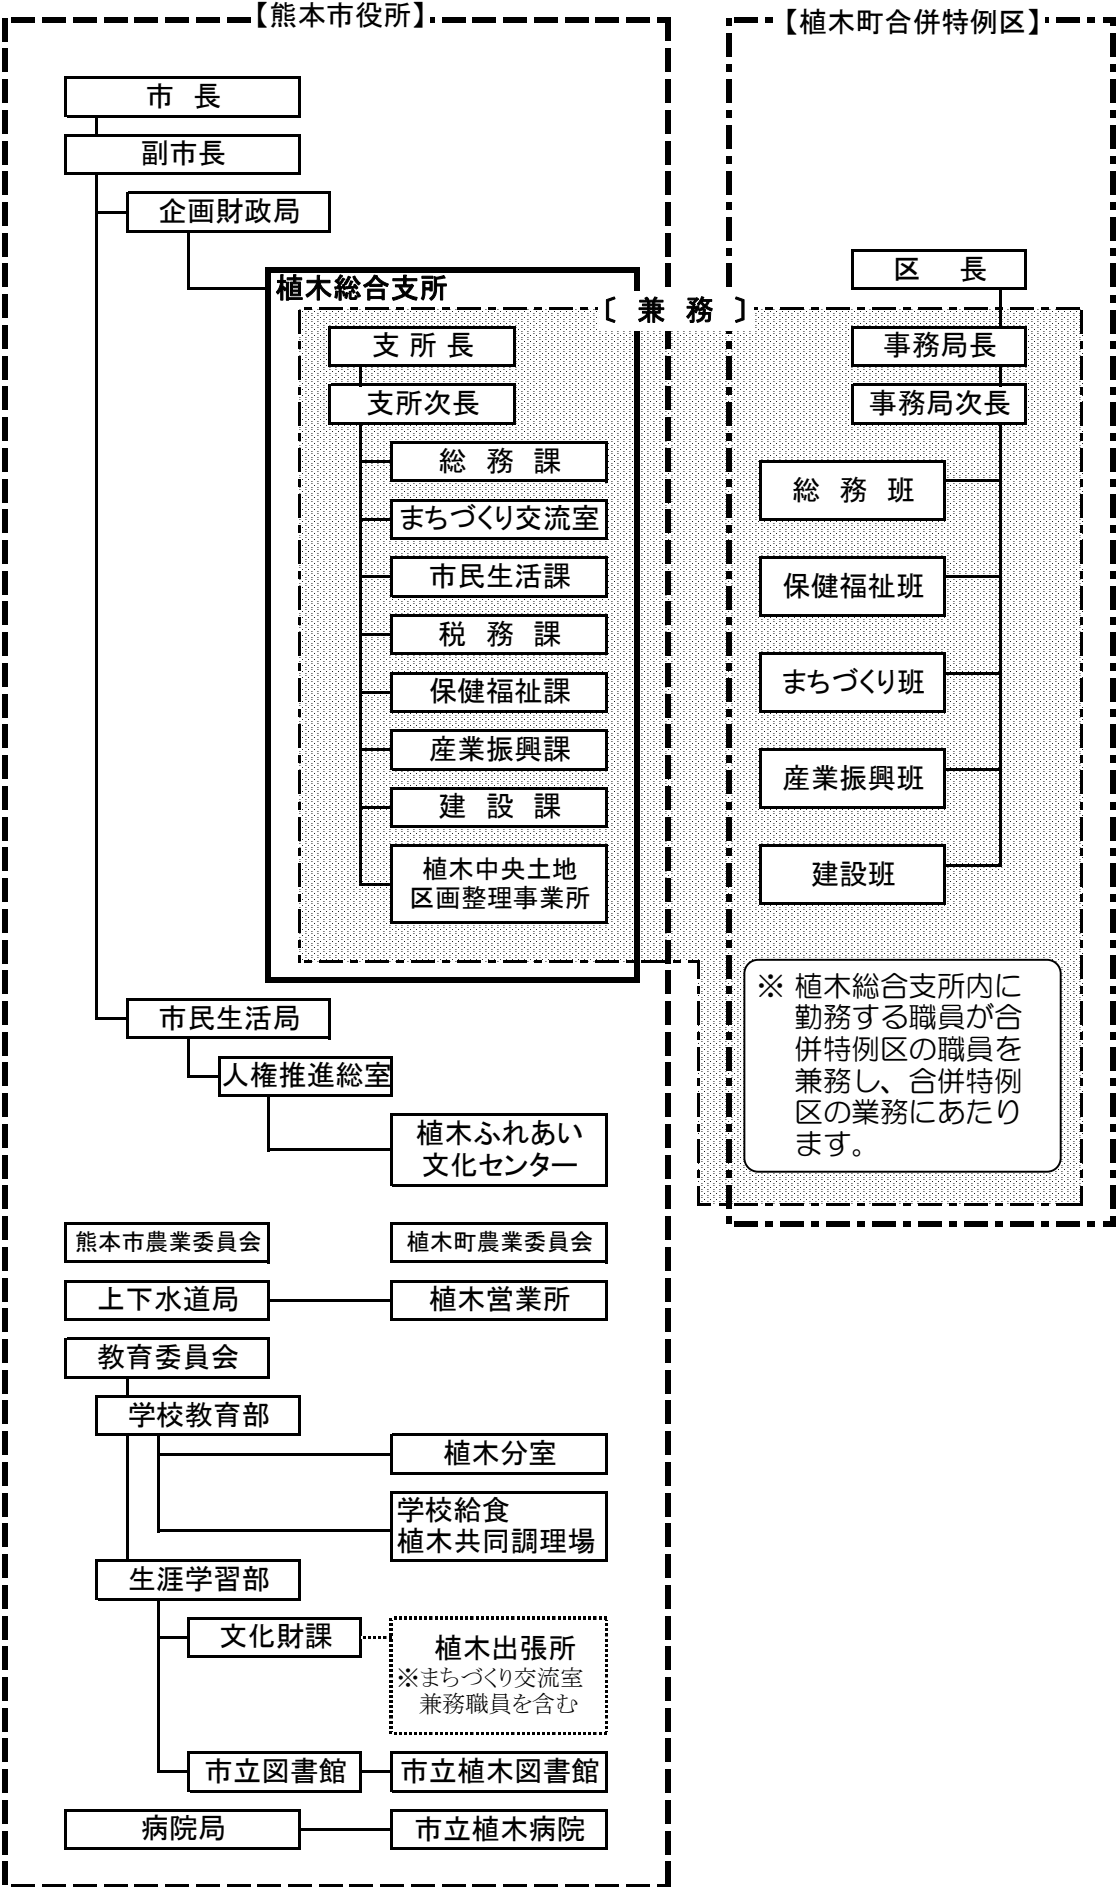 【熊本市役所】
市 長
副市長
企画財政局
植木総合支所
〔 兼 務 〕
支 所 長
支所次長
総 務 課
まちづくり交流室
市民生活課
税 務 課
保健福祉課
産業振興課
建 設 課
植木中央土地
区画整理事業所
市民生活局
人権推進総室
植木ふれあい
文化センター
熊本市農業委員会
植木町農業委員会
上下水道局
植木営業所
教育委員会
学校教育部
植木分室
学校給食
植木共同調理場
生涯学習部
文化財課
植木出張所
※まちづくり交流室
兼務職員を含む
市立図書館
市立植木図書館
病院局
市立植木病院
【植木町合併特例区】
区 長
事務局長
事務局次長
総 務 班
保健福祉班
まちづくり班
産業振興班
建設班
※ 植木総合支所内に
勤務する職員が合
併特例区の職員を
兼務し、合併特例
区の業務にあたり
ます。